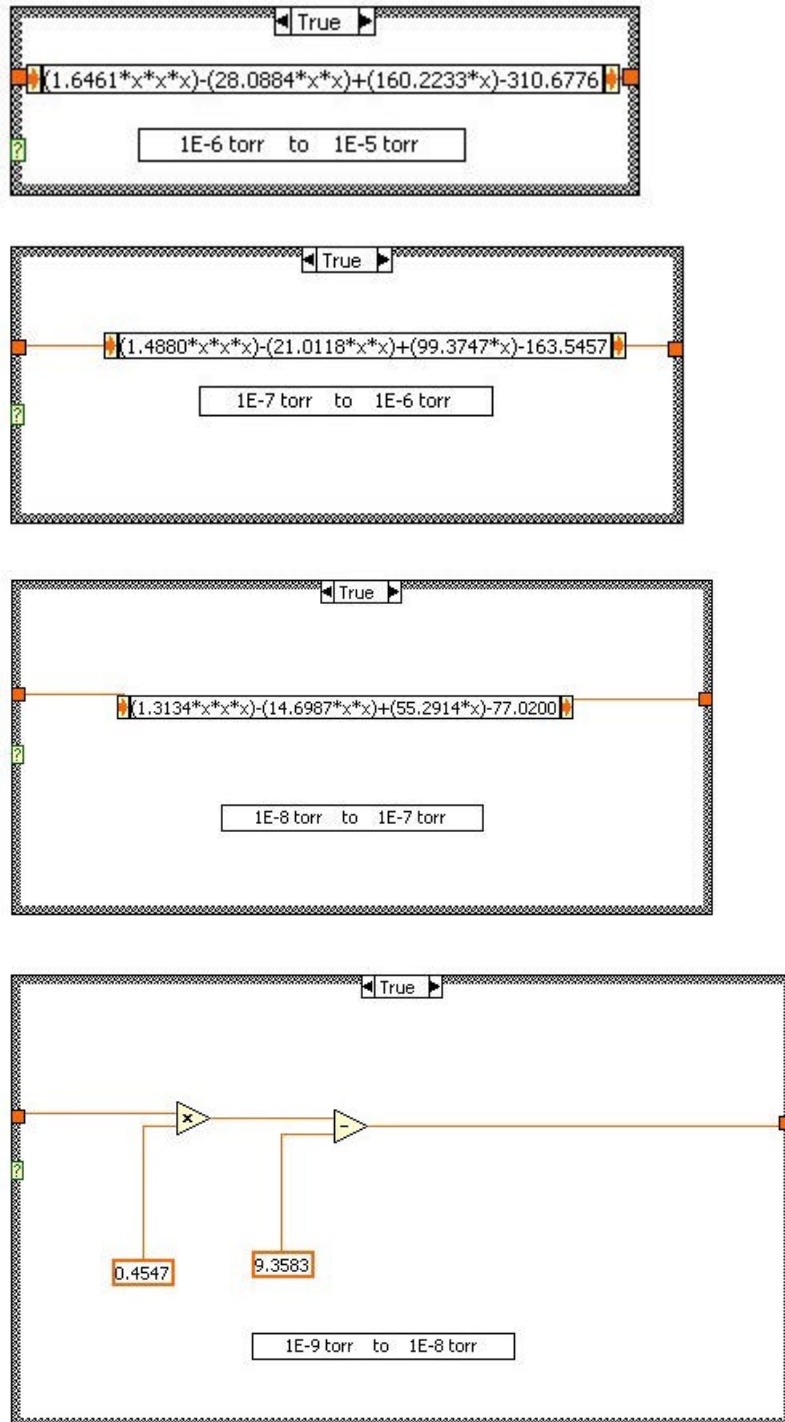 True
(1.6461*x*x*x)-(28.0884*x*x)+(160.2233*x)-310.6776
?
1E-6 torr to 1E-5 torr
True
(1.4880*x*x*x)-(21.0118*x*x)+(99.3747*x)-163.5457
1E-7 torr to 1E-6 torr
?
True
(1.3134*x*x*x)-(14.6987*x*x)+(55.2914*x)-77.0200
?
1E-8 torr to 1E-7 torr
True
x
-
?
0.4547
9.3583
1E-9 torr to 1E-8 torr